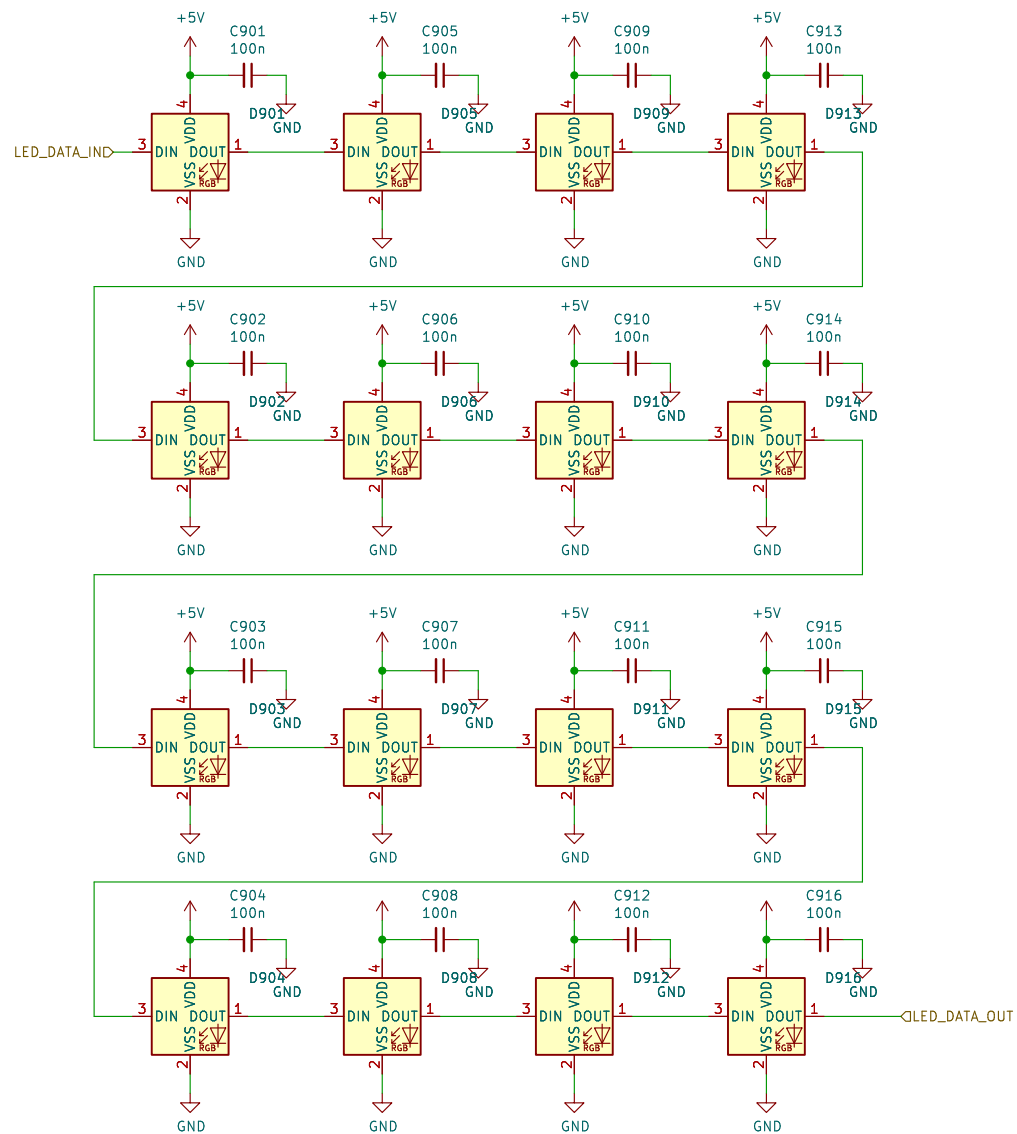 +5V +5V +5V +5V
C901 C905 C909 C913
100n 100n 100n 100n
4 D901 GND 4 D905 GND 4 D909 GND 4 D913 GND
LED_DATA_IN 3 DIN VDD DOUT 1 3 DIN VDD DOUT 1 3 DIN VDD DOUT 1 3 DIN VDD DOUT 1
VSS RGB VSS RGB VSS RGB VSS RGB
2 2 2 2
GND GND GND GND
+5V +5V +5V +5V
C902 C906 C910 C914
100n 100n 100n 100n
4 D902 GND 4 D906 GND 4 D910 GND 4 D914 GND
3 DIN VDD DOUT 1 3 DIN VDD DOUT 1 3 DIN VDD DOUT 1 3 DIN VDD DOUT 1
VSS RGB VSS RGB VSS RGB VSS RGB
2 2 2 2
GND GND GND GND
+5V +5V +5V +5V
C903 C907 C911 C915
100n 100n 100n 100n
4 D903 GND 4 D907 GND 4 D911 GND 4 D915 GND
3 DIN VDD DOUT 1 3 DIN VDD DOUT 1 3 DIN VDD DOUT 1 3 DIN VDD DOUT 1
VSS RGB VSS RGB VSS RGB VSS RGB
2 2 2 2
GND GND GND GND
C904 C908 C912 C916
100n 100n 100n 100n
4 D904 GND 4 D908 GND 4 D912 GND 4 D916 GND
3 DIN VDD DOUT 1 3 DIN VDD DOUT 1 3 DIN VDD DOUT 1 3 DIN VDD DOUT 1 LED_DATA_OUT
VSS RGB VSS RGB VSS RGB VSS RGB
2 2 2 2
GND GND GND GND